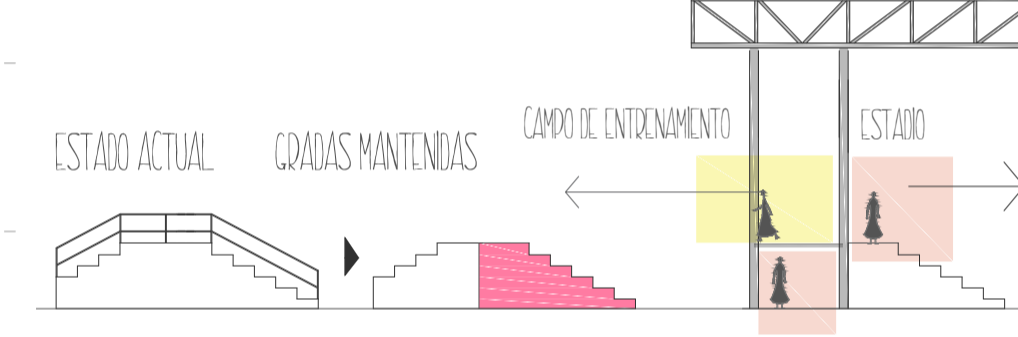 ESTADO ACTUAL
GRADAS MANTENIDAS
CAMPO DE ENTRENAMIENTO
ESTADIO